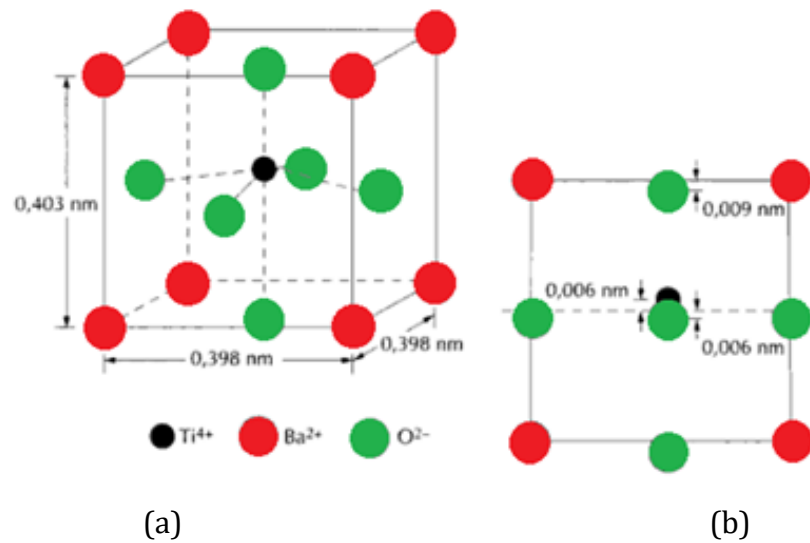 0,403 nm
0,398 nm
0,398 nm
Ti⁴⁺ Ba²⁺ O²⁻
(a)
0,009 nm
0,006 nm
0,006 nm
(b)